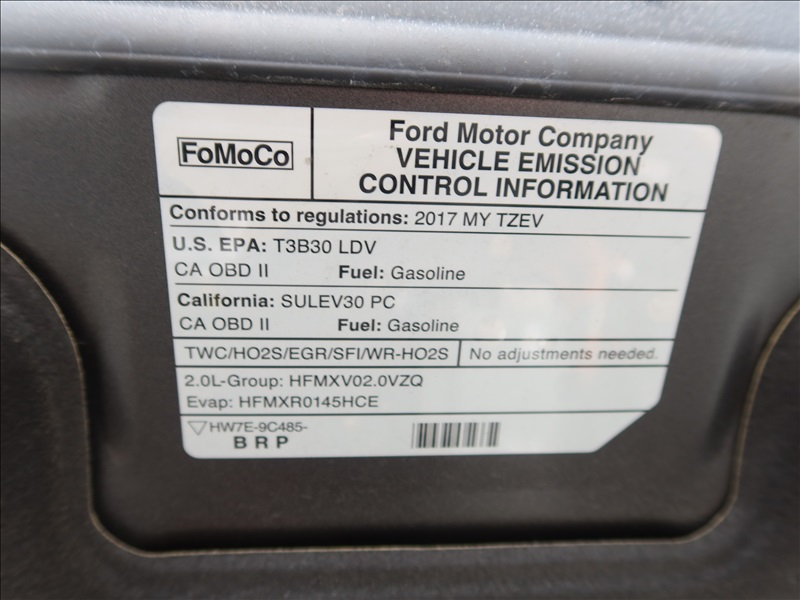 FoMoCo
Ford Motor Company
VEHICLE EMISSION
CONTROL INFORMATION
Conforms to regulations: 2017 MY TZEV
U.S. EPA: T3B30 LDV
CA OBD II Fuel: Gasoline
California: SULEV30 PC
CA OBD II Fuel: Gasoline
TWC/HO2S/EGR/SFI/WR-HO2S No adjustments needed.
2.0L-Group: HFMXV02.0VZQ
Evap: HFMXR0145HCE
HW7E-9C485-
BRP